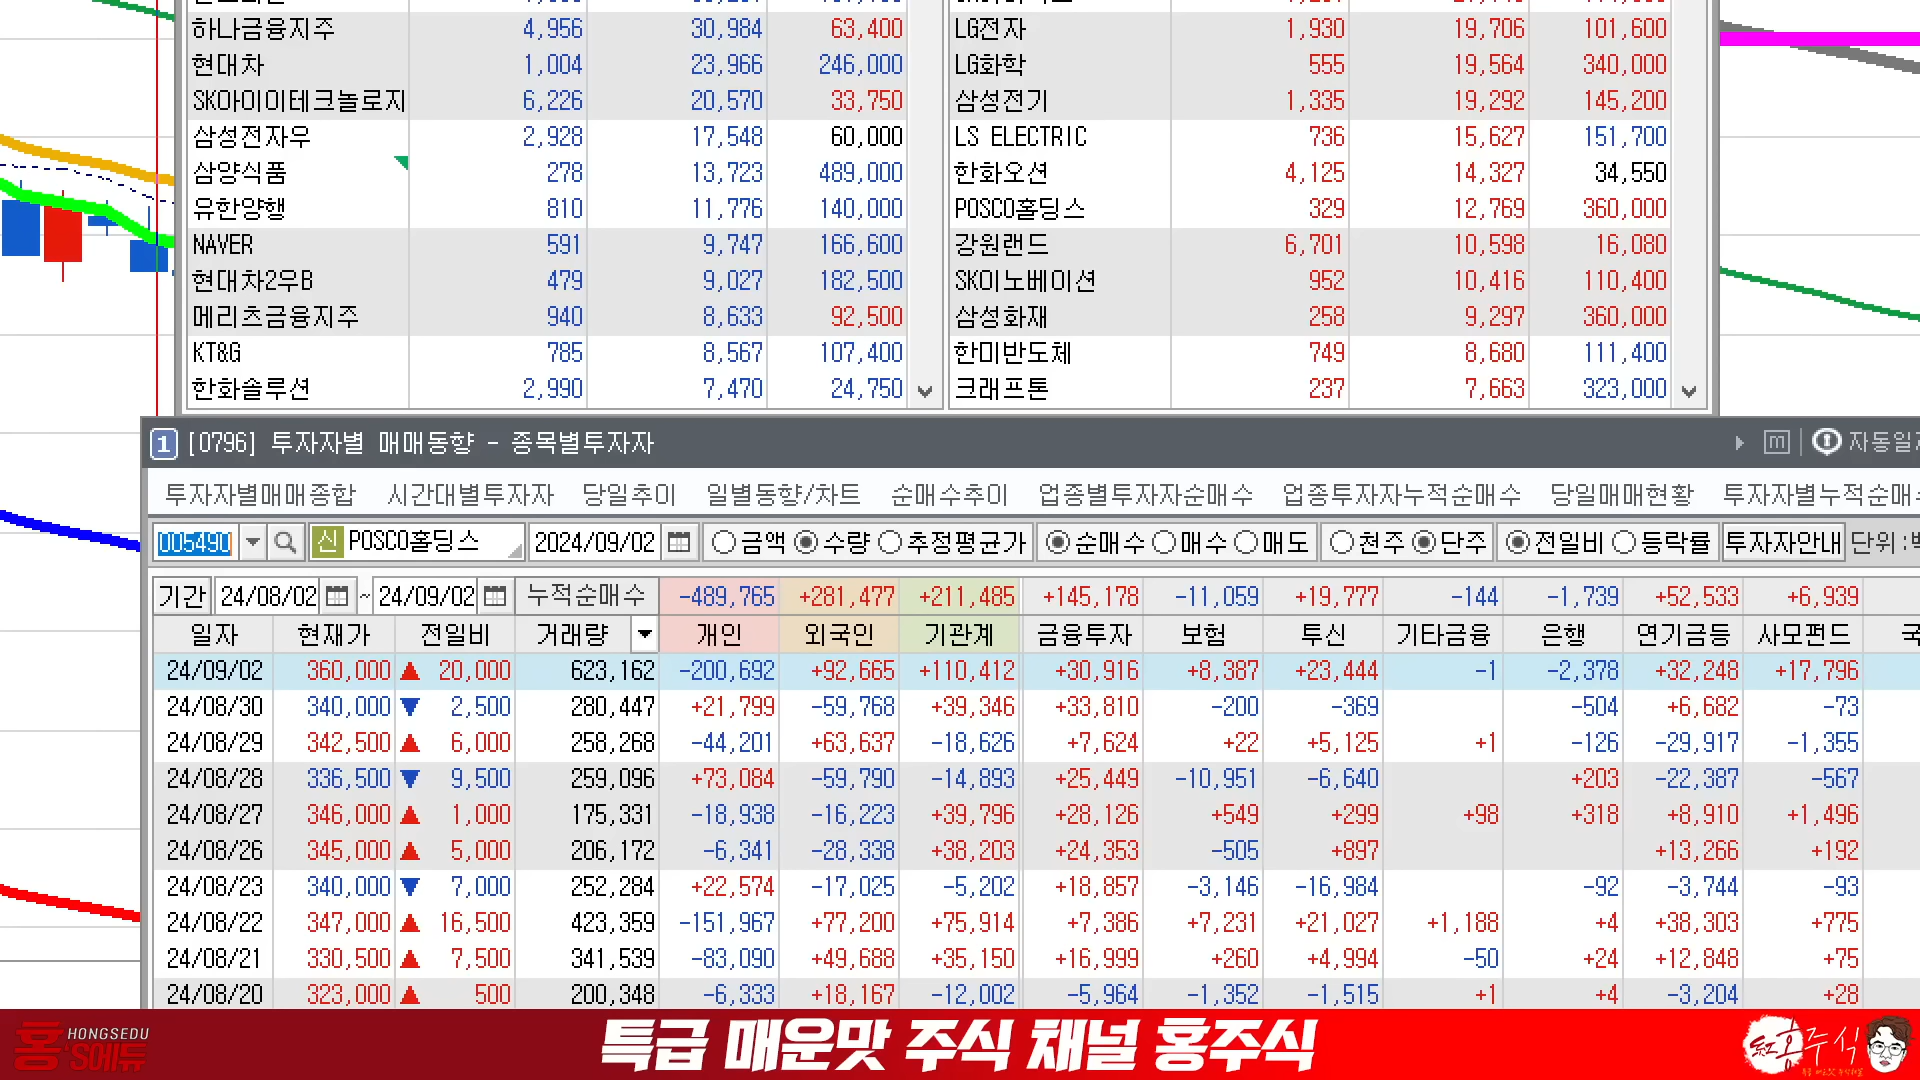 하나금융지주 4,956 30,984 63,400 LG전자 1,930 19,706 101,600
현대차 1,004 23,966 246,000 LG화학 555 19,564 340,000
SK아이이테크놀로지 6,226 20,570 33,750 삼성전기 1,335 19,292 145,200
삼성전자우 2,928 17,548 60,000 LS ELECTRIC 736 15,627 151,700
삼양식품 278 13,723 489,000 한화오션 4,125 14,327 34,550
유한양행 810 11,776 140,000 POSCO홀딩스 329 12,769 360,000
NAVER 591 9,747 166,600 강원랜드 6,701 10,598 16,080
현대차2우B 479 9,027 182,500 SK이노베이션 952 10,416 110,400
메리츠금융지주 940 8,633 92,500 삼성화재 258 9,297 360,000
KT&G 785 8,567 107,400 한미반도체 749 8,680 111,400
한화솔루션 2,990 7,470 24,750 크래프톤 237 7,663 323,000
1 [0796] 투자자별 매매동향 - 종목별투자자 m 자동일
투자자별매매종합 시간대별투자자 당일추이 일별동향/차트 순매수추이 업종별투자자순매수 업종투자자누적순매수 당일매매현황 투자자별누적순매
005490 신 POSCO홀딩스 2024/09/02 금액 수량 추정평균가 순매수 매수 매도 천주 단주 전일비 등락률 투자자안내 단위:
기간 24/08/02 ~ 24/09/02 누적순매수 -489,765 +281,477 +211,485 +145,178 -11,059 +19,777 -144 -1,739 +52,533 +6,939
일자 현재가 전일비 거래량 개인 외국인 기관계 금융투자 보험 투신 기타금융 은행 연기금등 사모펀드 국
24/09/02 360,000 ▲ 20,000 623,162 -200,692 +92,665 +110,412 +30,916 +8,387 +23,444 -1 -2,378 +32,248 +17,796
24/08/30 340,000 ▼ 2,500 280,447 +21,799 -59,768 +39,346 +33,810 -200 -369 -504 +6,682 -73
24/08/29 342,500 ▲ 6,000 258,268 -44,201 +63,637 -18,626 +7,624 +22 +5,125 +1 -126 -29,917 -1,355
24/08/28 336,500 ▼ 9,500 259,096 +73,084 -59,790 -14,893 +25,449 -10,951 -6,640 +203 -22,387 -567
24/08/27 346,000 ▲ 1,000 175,331 -18,938 -16,223 +39,796 +28,126 +549 +299 +98 +318 +8,910 +1,496
24/08/26 345,000 ▲ 5,000 206,172 -6,341 -28,338 +38,203 +24,353 -505 +897 +13,266 +192
24/08/23 340,000 ▼ 7,000 252,284 +22,574 -17,025 -5,202 +18,857 -3,146 -16,984 -92 -3,744 -93
24/08/22 347,000 ▲ 16,500 423,359 -151,967 +77,200 +75,914 +7,386 +7,231 +21,027 +1,188 +4 +38,303 +775
24/08/21 330,500 ▲ 7,500 341,539 -83,090 +49,688 +35,150 +16,999 +260 +4,994 -50 +24 +12,848 +75
24/08/20 323,000 ▲ 500 200,348 -6,333 +18,167 -12,002 -5,964 -1,352 -1,515 +1 +4 -3,204 +28
홍 HONGSEDU 'S에듀 특급 매운맛 주식 채널 홍주식 홍주식